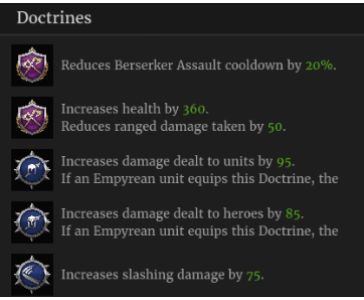 Doctrines
Reduces Berserker Assault cooldown by 20%.
Increases health by 360.
Reduces ranged damage taken by 50.
Increases damage dealt to units by 95.
If an Empyrean unit equips this Doctrine, the
Increases damage dealt to heroes by 85.
If an Empyrean unit equips this Doctrine, the
Increases slashing damage by 75.